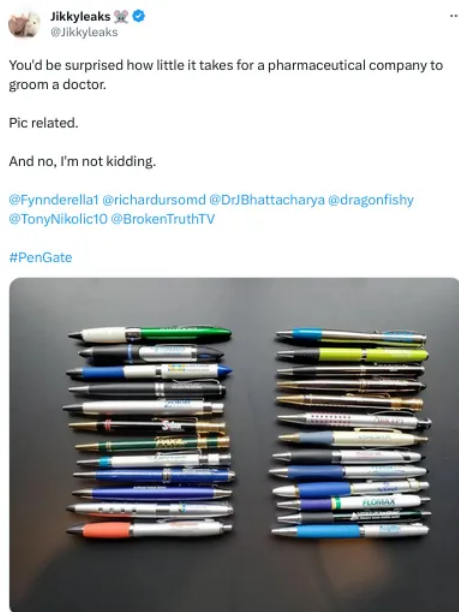 Jikkyleaks
@Jikkyleaks
You'd be surprised how little it takes for a pharmaceutical company to
groom a doctor.
Pic related.
And no, I'm not kidding.
@Fynnderella1 @richardursomd @DrJBhattacharya @dragonfishy
@TonyNikolic10 @BrokenTruthTV
#PenGate
FLOMAX